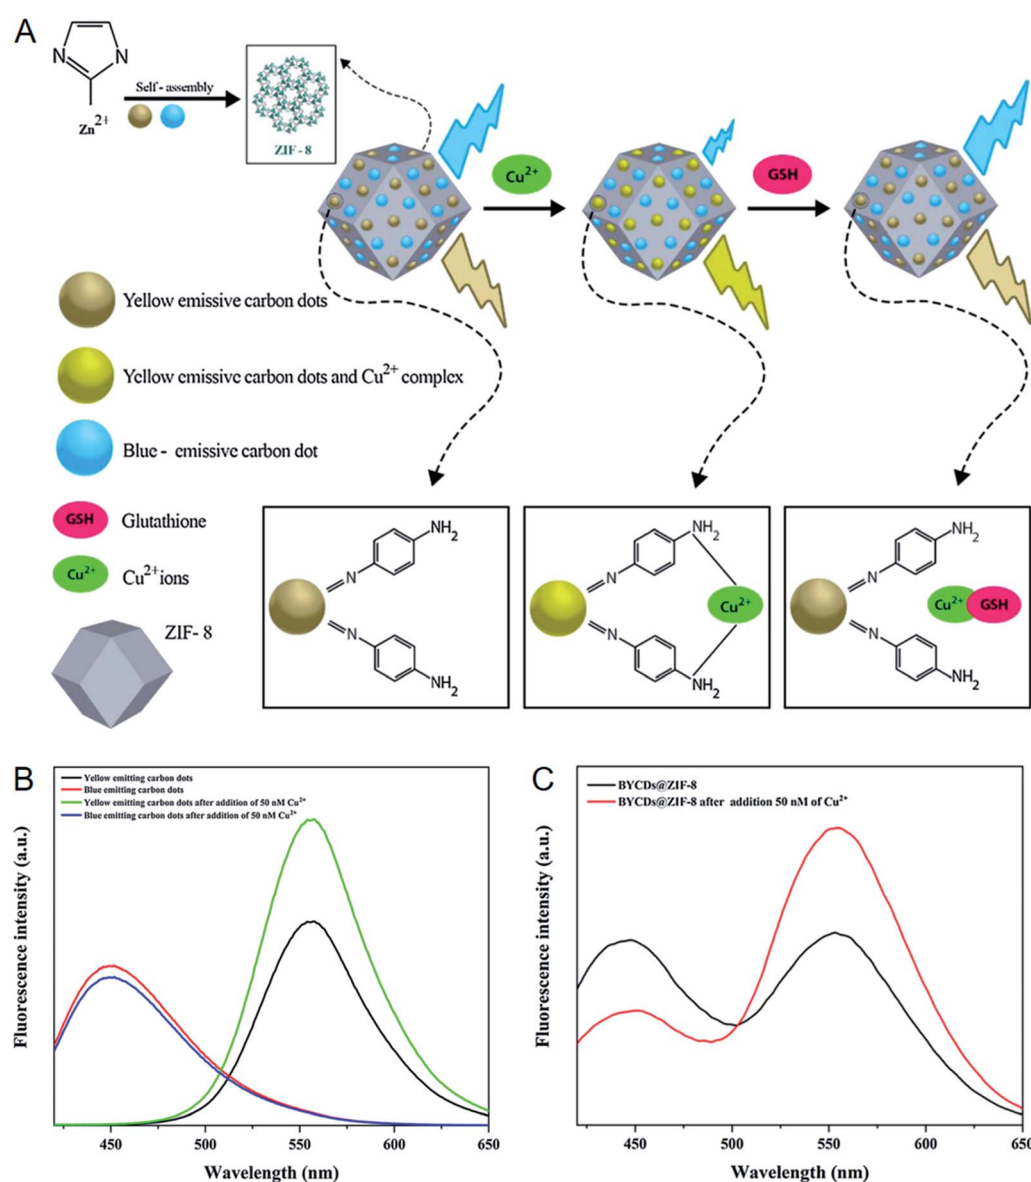 A
N
N
Zn2+
Self - assembly
ZIF - 8
Cu2+
GSH
Yellow emissive carbon dots
Yellow emissive carbon dots and Cu2+ complex
Blue - emissive carbon dot
GSH Glutathione
Cu2+ Cu2+ions
ZIF- 8
NH2
N
N
NH2
NH2
N
Cu2+
N
NH2
NH2
N
Cu2+ GSH
N
NH2
B
Yellow emitting carbon dots
Blue emitting carbon dots
Yellow emitting carbon dots after addition of 50 nM Cu2+
Blue emitting carbon dots after addition of 50 nM Cu2+
Fluorescence intensity (a.u.)
450 500 550 600 650
Wavelength (nm)
C
BYCDs@ZIF-8
BYCDs@ZIF-8 after addition 50 nM of Cu2+
Fluorescence intensity (a.u.)
450 500 550 600 650
Wavelength (nm)